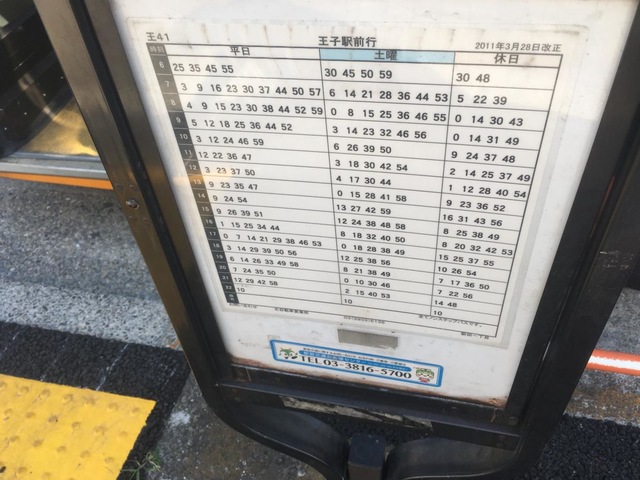 王41 王子駅前行 2011年3月28日改正
時刻 平日 土曜 休日
6 25 35 45 55 30 45 50 59 30 48
7 3 9 16 23 30 37 44 50 57 6 14 21 28 36 44 53 5 22 39
8 4 9 15 23 30 38 44 52 59 0 8 15 25 36 46 55 0 14 30 43
9 5 12 18 25 36 44 52 3 14 23 32 46 56 0 14 31 49
10 3 12 24 46 59 6 26 39 50 9 24 37 48
11 12 22 36 47 3 18 30 42 54 2 14 25 37 49
12 3 23 37 50 4 17 30 44 1 12 28 40 54
13 9 23 35 47 0 15 28 41 58 9 23 36 52
14 9 24 54 13 27 42 59 16 31 43 56
15 9 26 39 51 12 24 38 48 58 8 25 38 49
16 1 15 25 34 44 8 18 32 40 50 8 20 32 42 53
17 0 7 14 21 29 38 46 53 0 18 28 38 49 15 25 37 55
18 3 14 29 39 50 56 12 25 38 56 10 26 54
19 6 14 26 33 49 58 8 21 38 49 7 17 36 50
20 7 24 35 50 0 10 30 46 7 22 56
21 12 29 42 58 2 15 40 53 14 48
22 10 10 10
全てノンステップバスです。
TEL 03-3816-5700